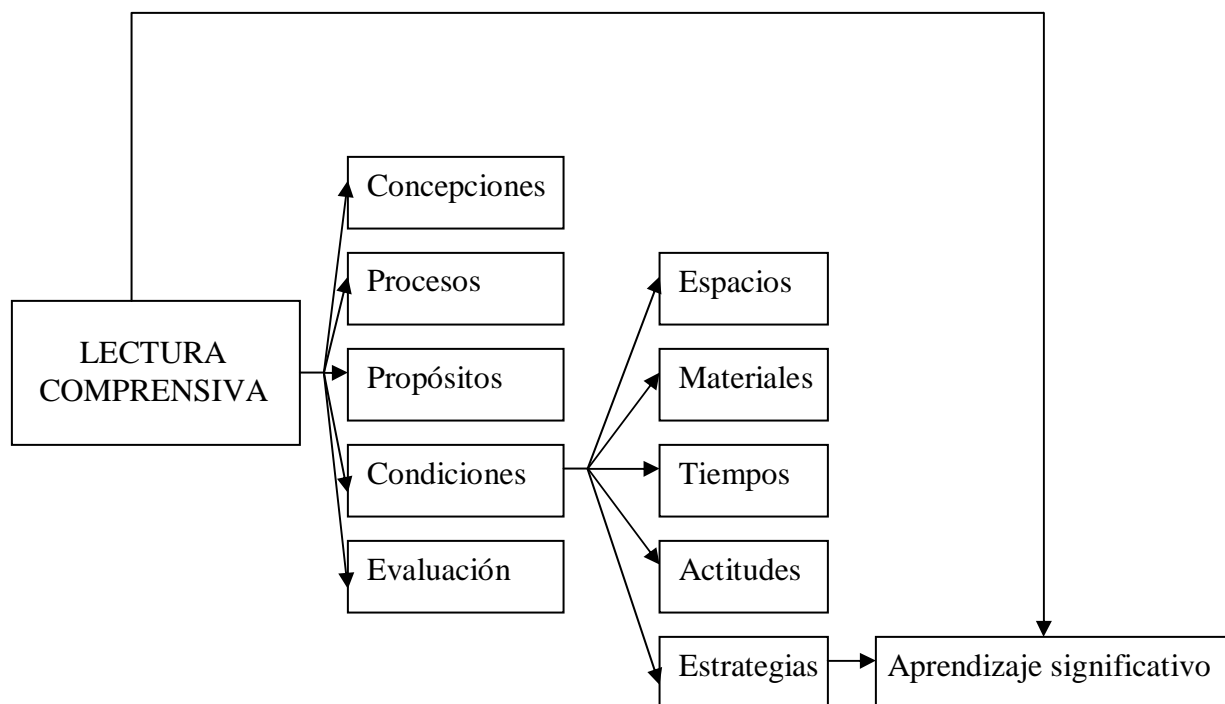 Concepciones
Procesos
Espacios
LECTURA
COMPRENSIVA
Propósitos
Materiales
Condiciones
Tiempos
Evaluación
Actitudes
Estrategias
Aprendizaje significativo